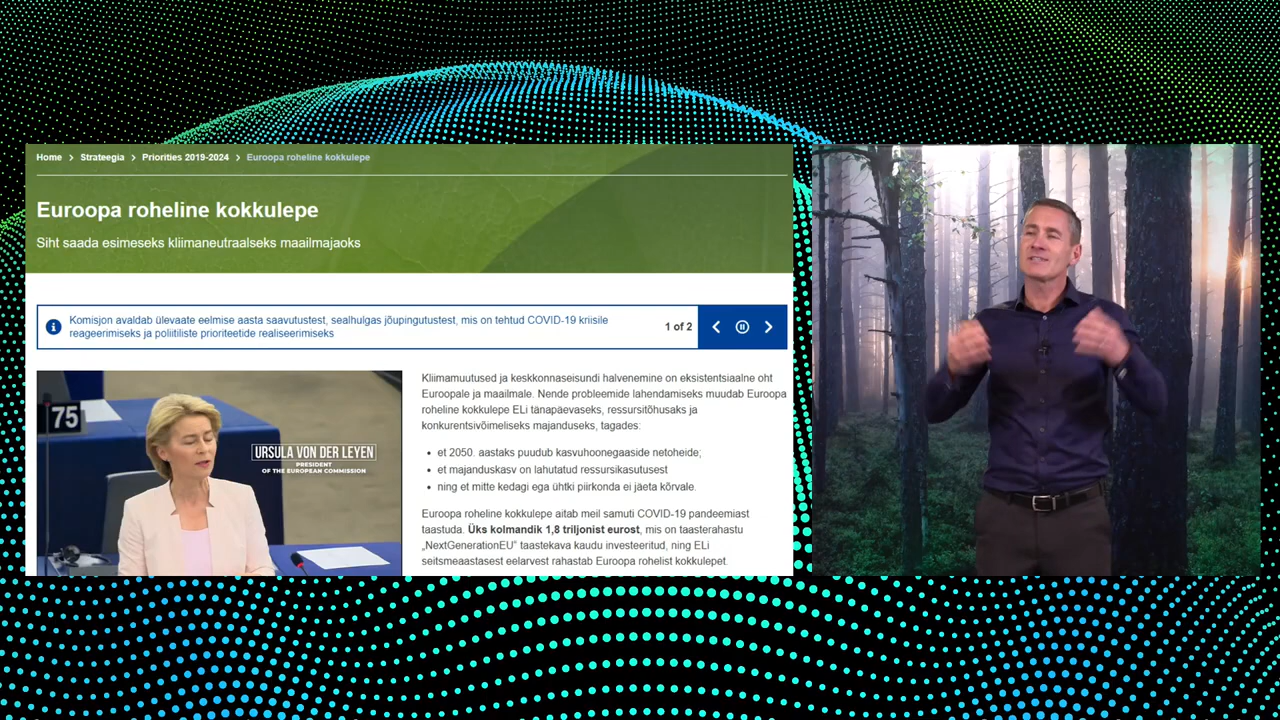 Home > Strateegia > Priorities 2019-2024 > Euroopa roheline kokkulepe
Euroopa roheline kokkulepe
Siht saada esimeseks kliimaneutraalseks maailmajaoks
Komisjon avaldab ülevaate eelmise aasta saavutustest, sealhulgas jõupingutustest, mis on tehtud COVID-19 kriisile
reageerimiseks ja poliitiliste prioriteetide realiseerimiseks
1 of 2
75
URSULA VON DER LEYEN
PRESIDENT
OF THE EUROPEAN COMMISSION
Kliimamuutused ja keskkonnaseisundi halvenemine on eksistentsiaalne oht
Euroopale ja maailmale. Nende probleemide lahendamiseks muudab Euroopa
roheline kokkulepe ELi tänapäevaseks, ressursitõhusaks ja
konkurentsivõimeliseks majanduseks, tagades:
• et 2050. aastaks puudub kasvuhoonegaaside netoheide;
• et majanduskasv on lahutatud ressursikasutusest
• ning et mitte kedagi ega ühtki piirkonda ei jäeta kõrvale.
Euroopa roheline kokkulepe aitab meil samuti COVID-19 pandeemiast
taastuda. Üks kolmandik 1,8 triljonist eurost, mis on taasterahastu
„NextGenerationEU” taastekava kaudu investeeritud, ning ELi
seitsmeaastasest eelarvest rahastab Euroopa rohelist kokkulepet.